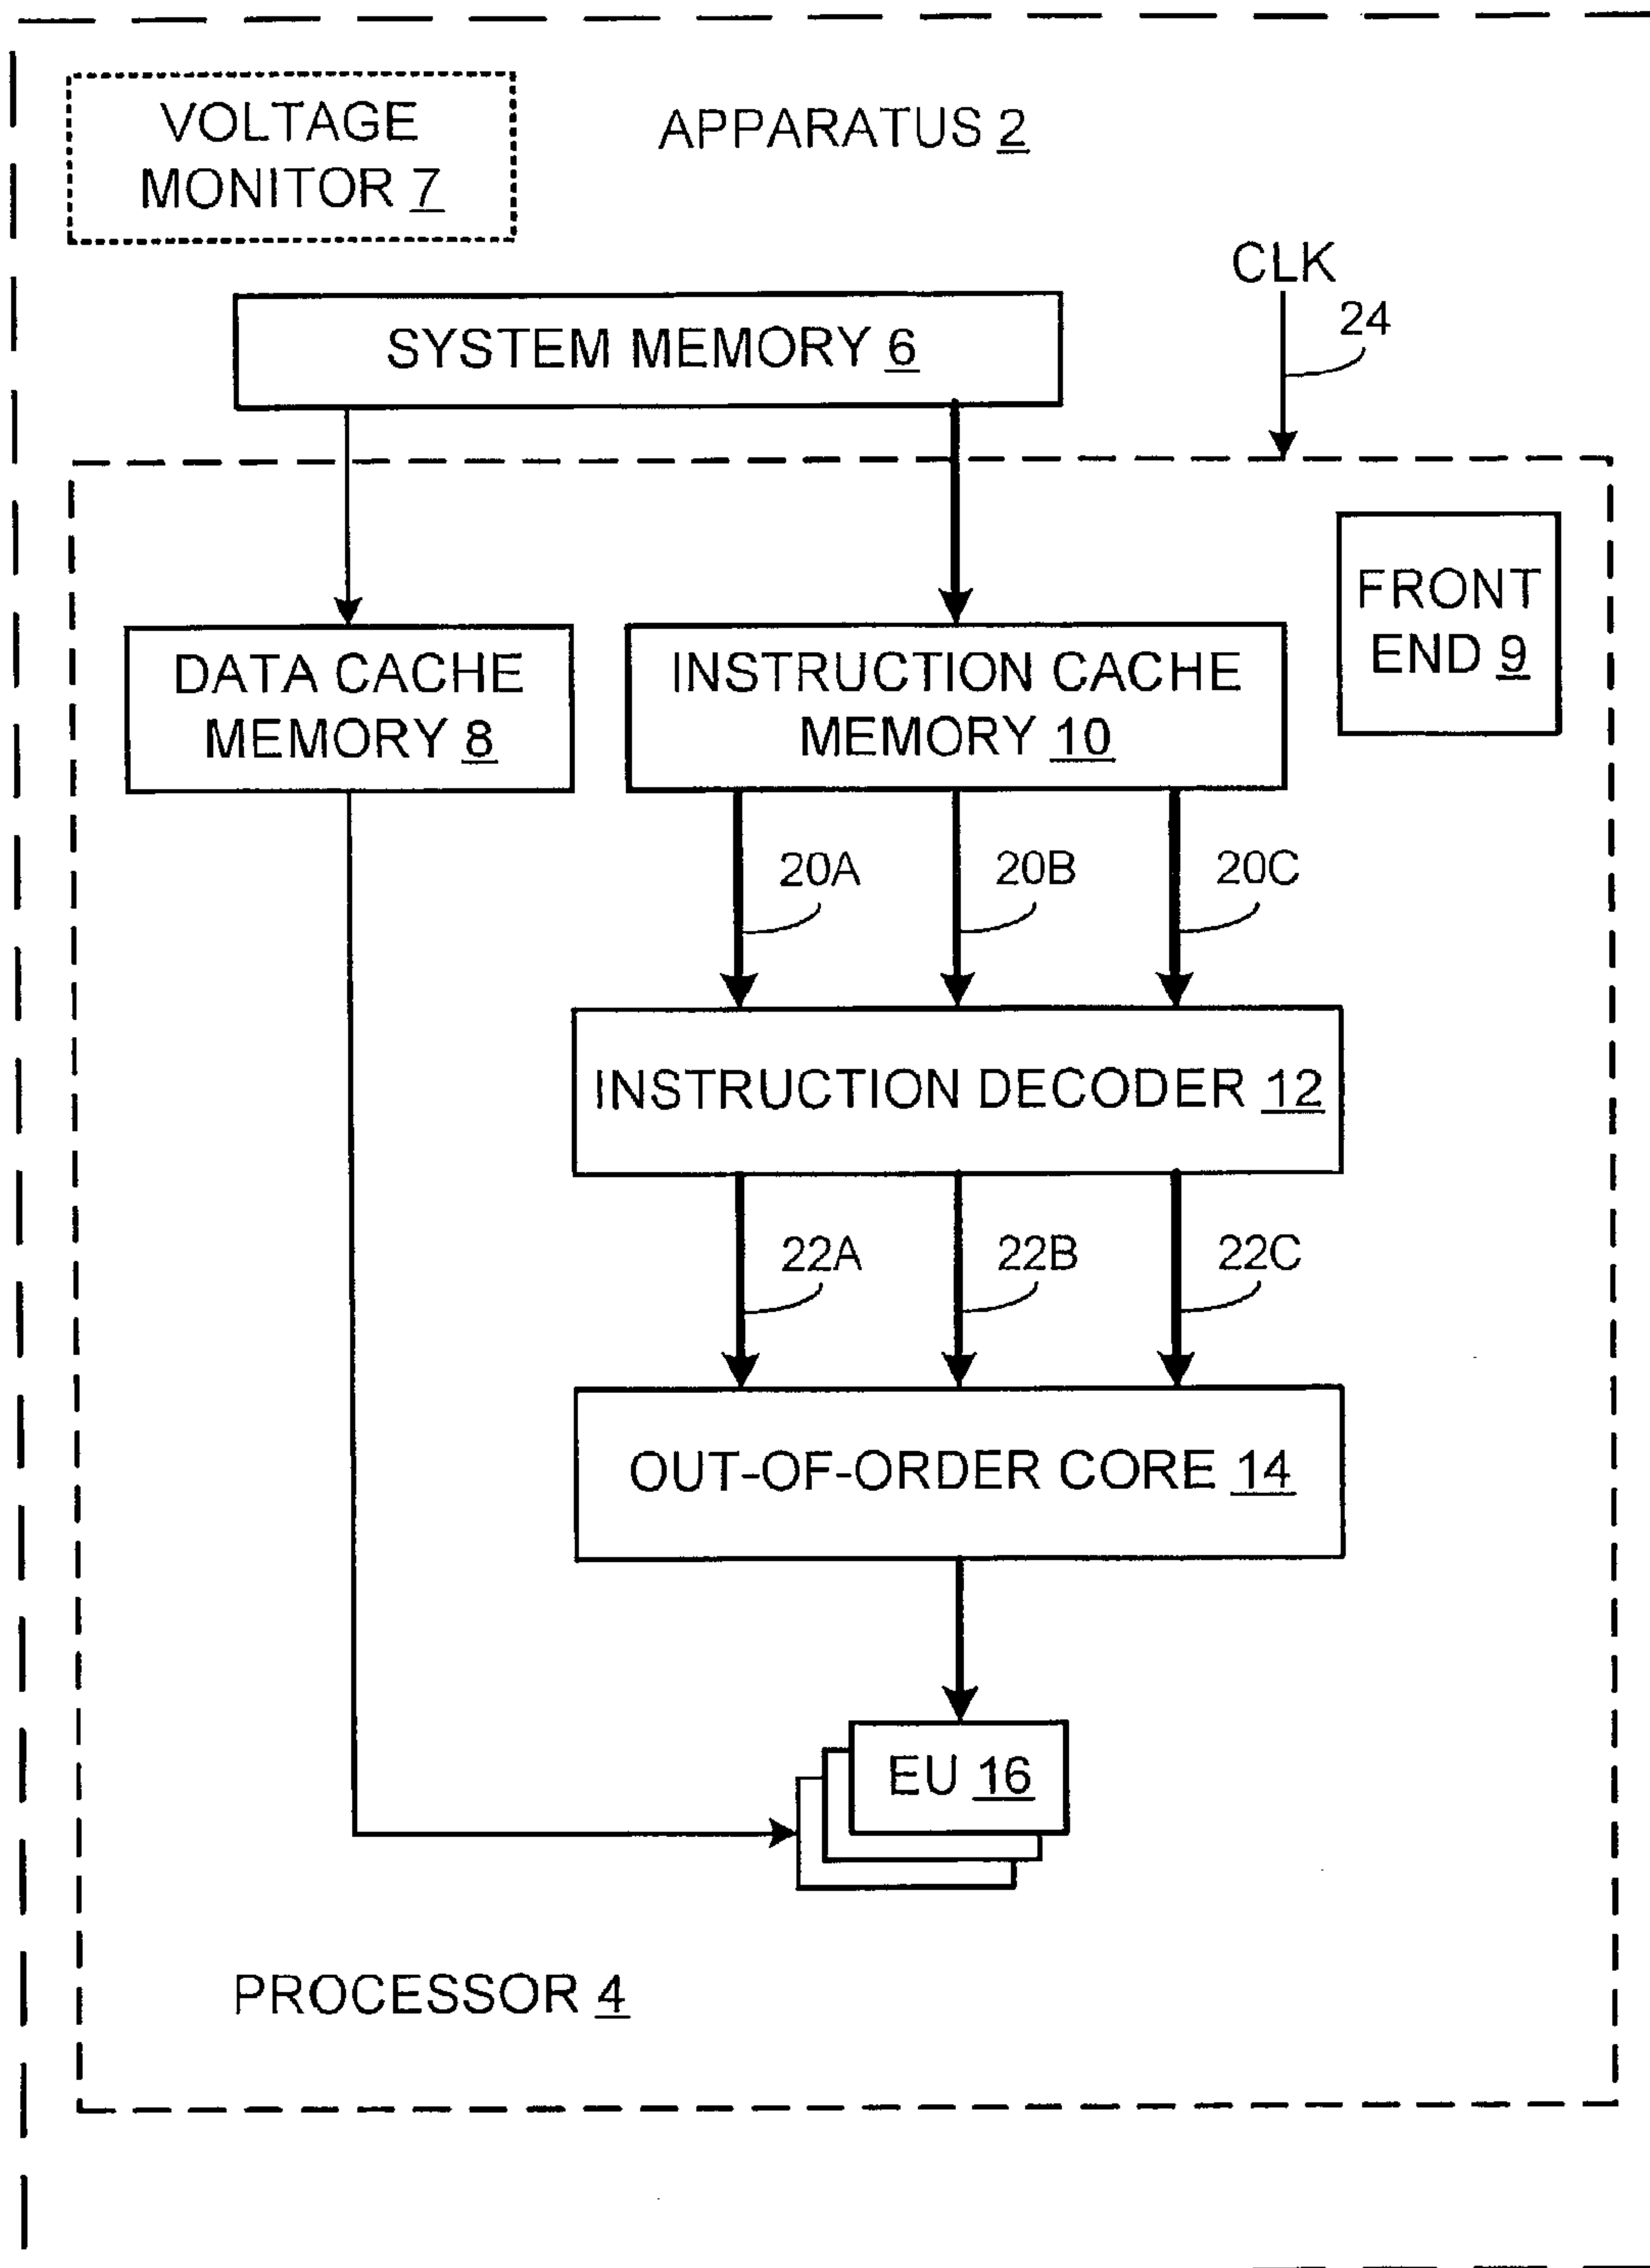 VOLTAGE
MONITOR 7
APPARATUS 2
CLK
24
SYSTEM MEMORY 6
FRONT
END 9
DATA CACHE
MEMORY 8
INSTRUCTION CACHE
MEMORY 10
20A
20B
20C
INSTRUCTION DECODER 12
22A
22B
22C
OUT-OF-ORDER CORE 14
EU 16
PROCESSOR 4